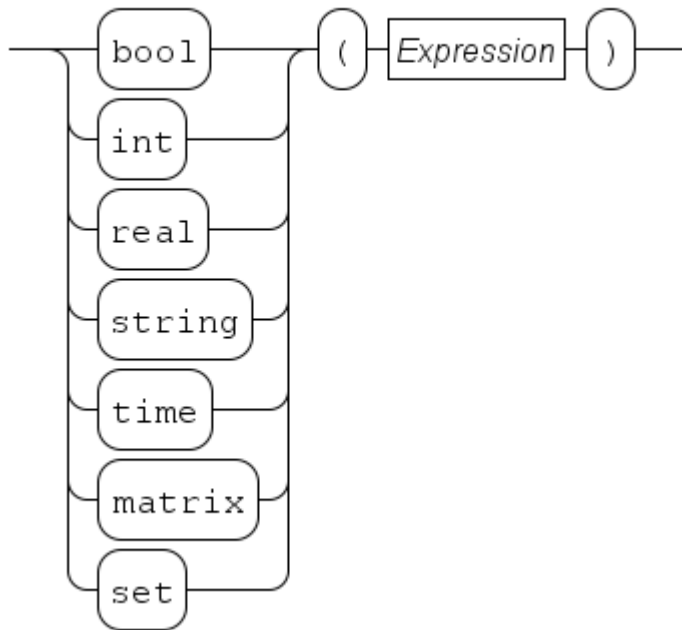 bool ( Expression )
int
real
string
time
matrix
set